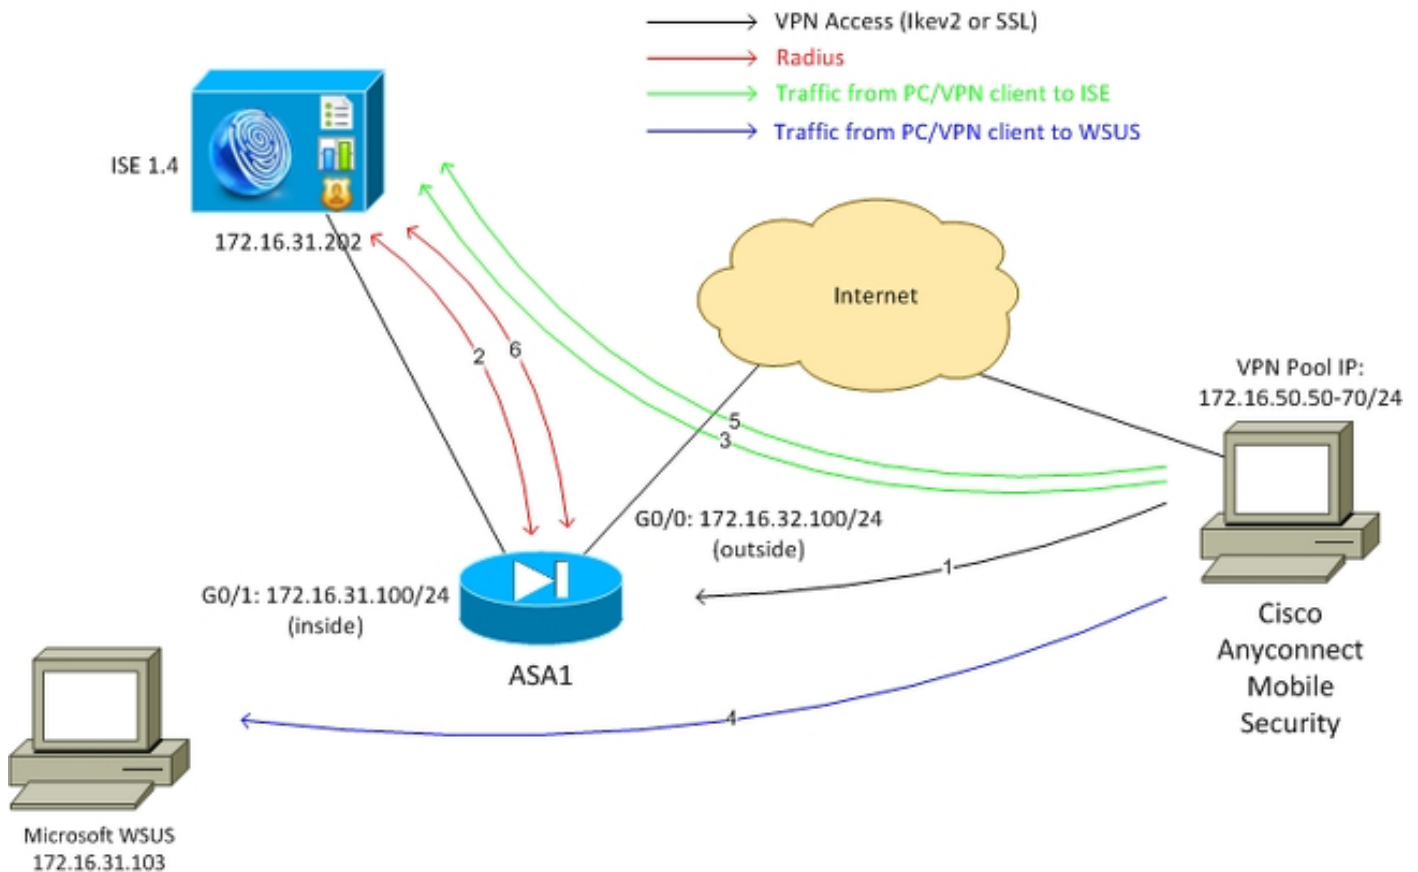 VPN Access (Ikev2 or SSL)
Radius
Traffic from PC/VPN client to ISE
Traffic from PC/VPN client to WSUS
ISE 1.4
172.16.31.202
Internet
2
6
5
3
VPN Pool IP:
172.16.50.50-70/24
G0/0: 172.16.32.100/24
(outside)
1
G0/1: 172.16.31.100/24
(inside)
ASA1
Cisco
Anyconnect
Mobile
Security
4
Microsoft WSUS
172.16.31.103